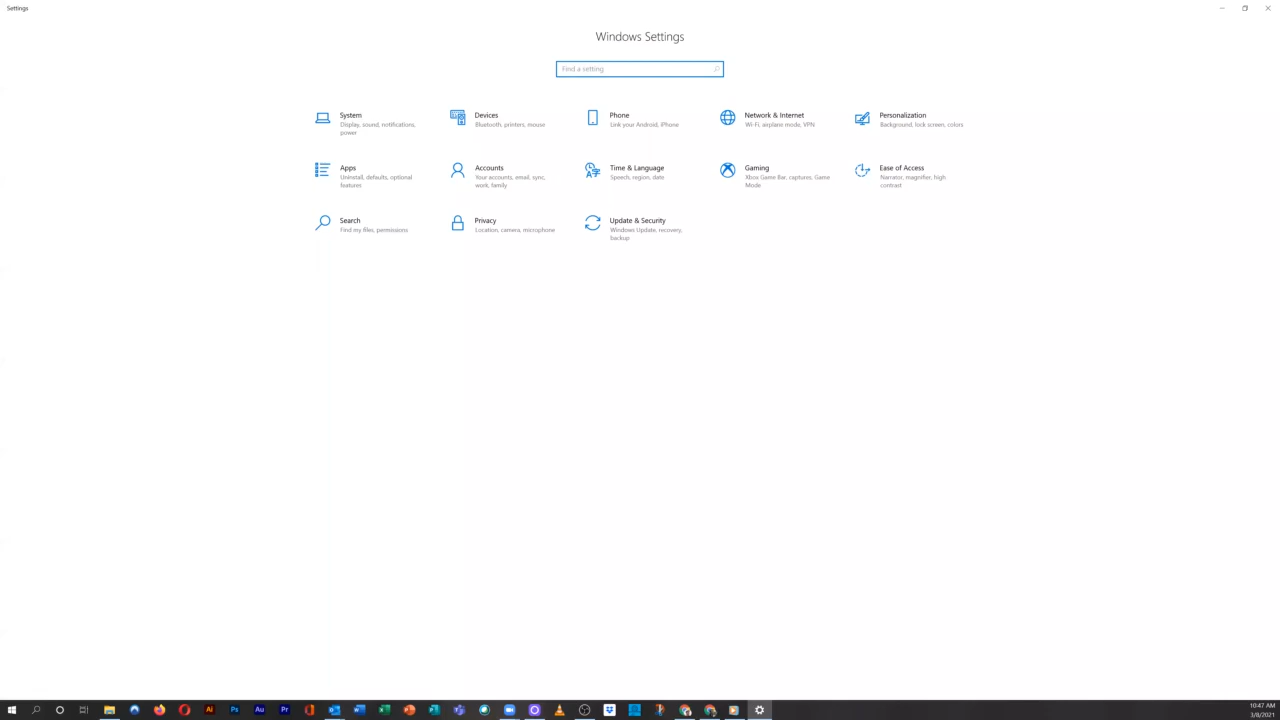 Settings
Windows Settings
Find a setting
System
Display, sound, notifications,
power
Devices
Bluetooth, printers, mouse
Phone
Link your Android, iPhone
Network & Internet
Wi-Fi, airplane mode, VPN
Personalization
Background, lock screen, colors
Apps
Uninstall, defaults, optional
features
Accounts
Your accounts, email, sync,
work, family
Time & Language
Speech, region, date
Gaming
Xbox Game Bar, captures, Game
Mode
Ease of Access
Narrator, magnifier, high
contrast
Search
Find my files, permissions
Privacy
Location, camera, microphone
Update & Security
Windows Update, recovery,
backup
Ai
Ps
Au
Pr
10:47 AM
3/8/2021